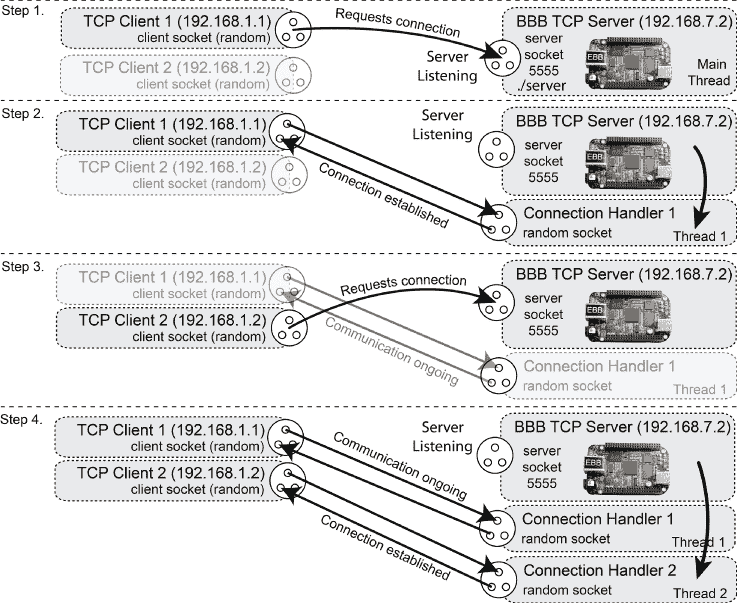 Step 1.
TCP Client 1 (192.168.1.1)
client socket (random)
TCP Client 2 (192.168.1.2)
client socket (random)
Requests connection
Server
Listening
BBB TCP Server (192.168.7.2)
server
socket
5555
./server
EBB
Main
Thread
Step 2.
TCP Client 1 (192.168.1.1)
client socket (random)
TCP Client 2 (192.168.1.2)
client socket (random)
Connection established
Server
Listening
BBB TCP Server (192.168.7.2)
server
socket
5555
EBB
Connection Handler 1
random socket
Thread 1
Step 3.
TCP Client 1 (192.168.1.1)
client socket (random)
TCP Client 2 (192.168.1.2)
client socket (random)
Requests connection
Communication ongoing
BBB TCP Server (192.168.7.2)
server
socket
5555
EBB
Connection Handler 1
random socket
Thread 1
Step 4.
TCP Client 1 (192.168.1.1)
client socket (random)
TCP Client 2 (192.168.1.2)
client socket (random)
Communication ongoing
Connection established
Server
Listening
BBB TCP Server (192.168.7.2)
server
socket
5555
EBB
Connection Handler 1
random socket
Thread 1
Connection Handler 2
random socket
Thread 2